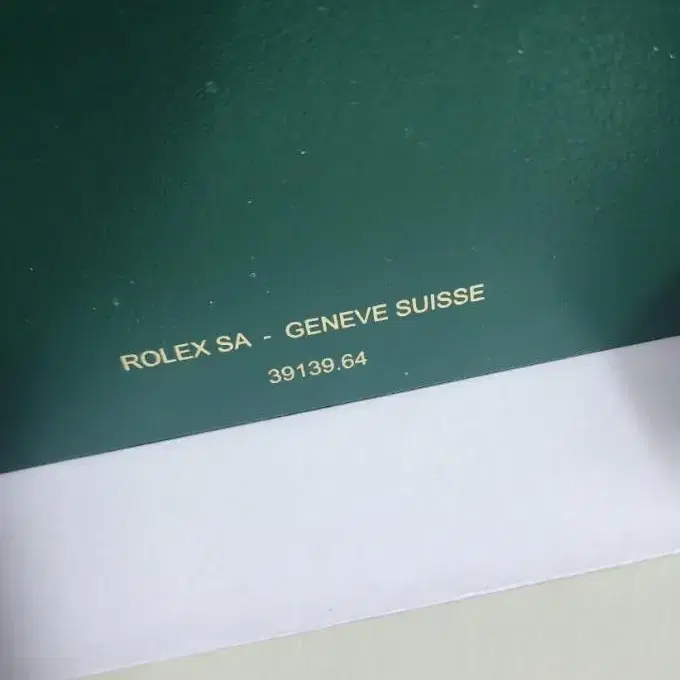 ROLEX SA - GENEVE SUISSE
39139.64